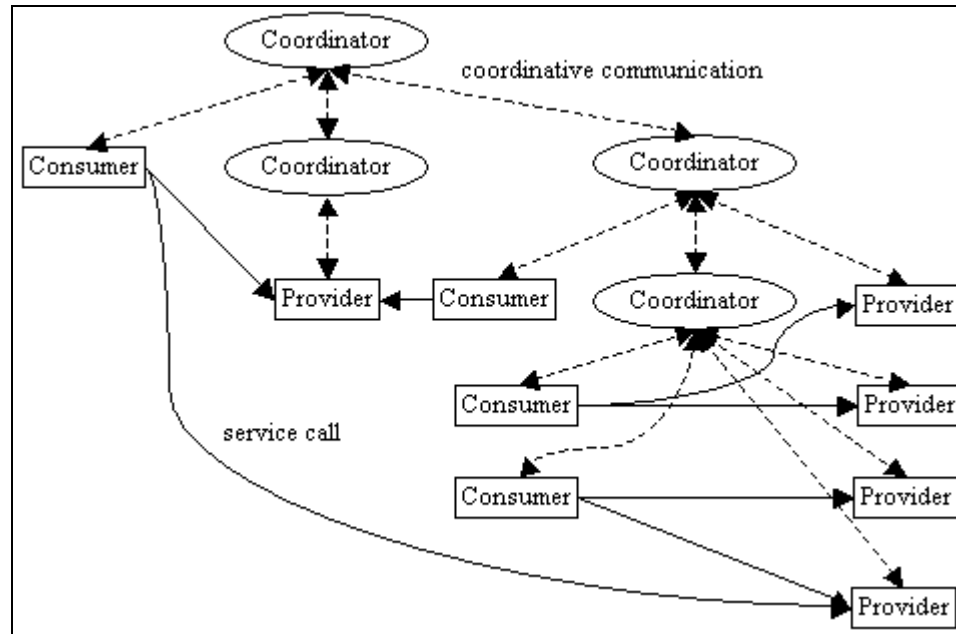 Coordinator
coordinative communication
Consumer
Coordinator
Coordinator
Provider
Consumer
Coordinator
Provider
Consumer
Provider
service call
Consumer
Provider
Provider